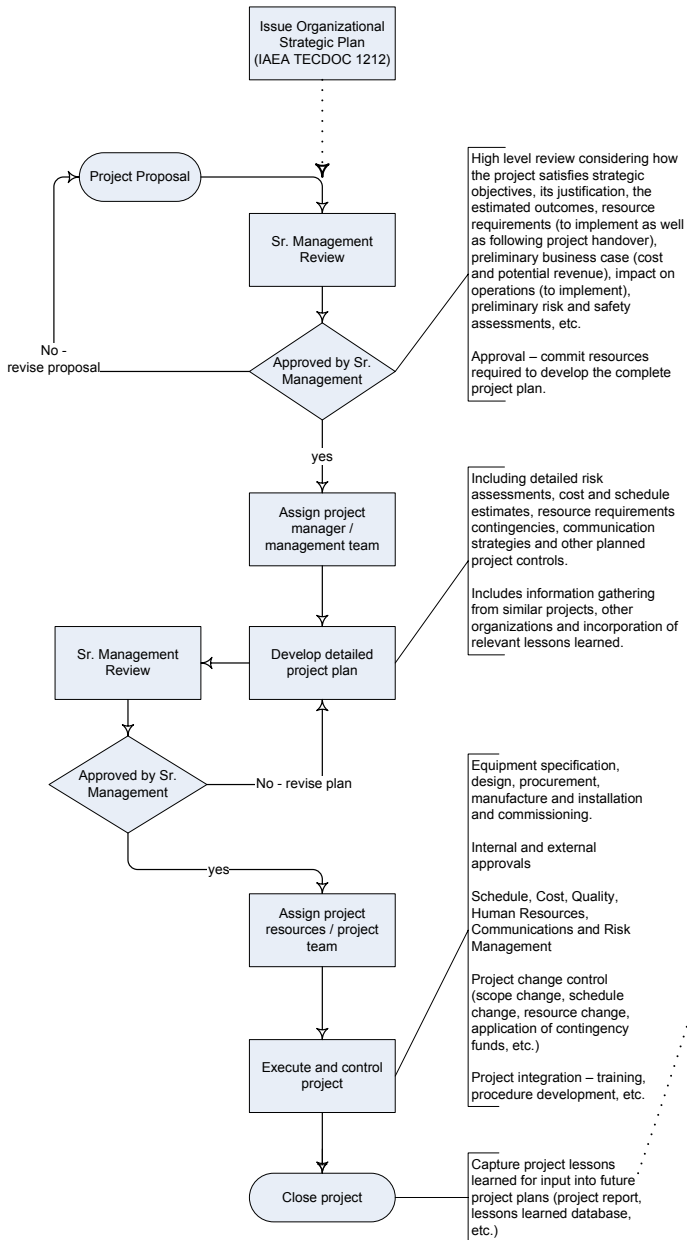 Issue Organizational
Strategic Plan
(IAEA TECDOC 1212)
Project Proposal
Sr. Management
Review
High level review considering how
the project satisfies strategic
objectives, its justification, the
estimated outcomes, resource
requirements (to implement as well
as following project handover),
preliminary business case (cost
and potential revenue), impact on
operations (to implement),
preliminary risk and safety
assessments, etc.
Approval – commit resources
required to develop the complete
project plan.
No -
revise proposal
Approved by Sr.
Management
yes
Assign project
manager /
management team
Including detailed risk
assessments, cost and schedule
estimates, resource requirements
contingencies, communication
strategies and other planned
project controls.
Includes information gathering
from similar projects, other
organizations and incorporation of
relevant lessons learned.
Sr. Management
Review
Develop detailed
project plan
Approved by Sr.
Management
No - revise plan
yes
Assign project
resources / project
team
Equipment specification,
design, procurement,
manufacture and installation
and commissioning.
Internal and external
approvals
Schedule, Cost, Quality,
Human Resources,
Communications and Risk
Management
Project change control
(scope change, schedule
change, resource change,
application of contingency
funds, etc.)
Project integration – training,
procedure development, etc.
Execute and control
project
Close project
Capture project lessons
learned for input into future
project plans (project report,
lessons learned database,
etc.)